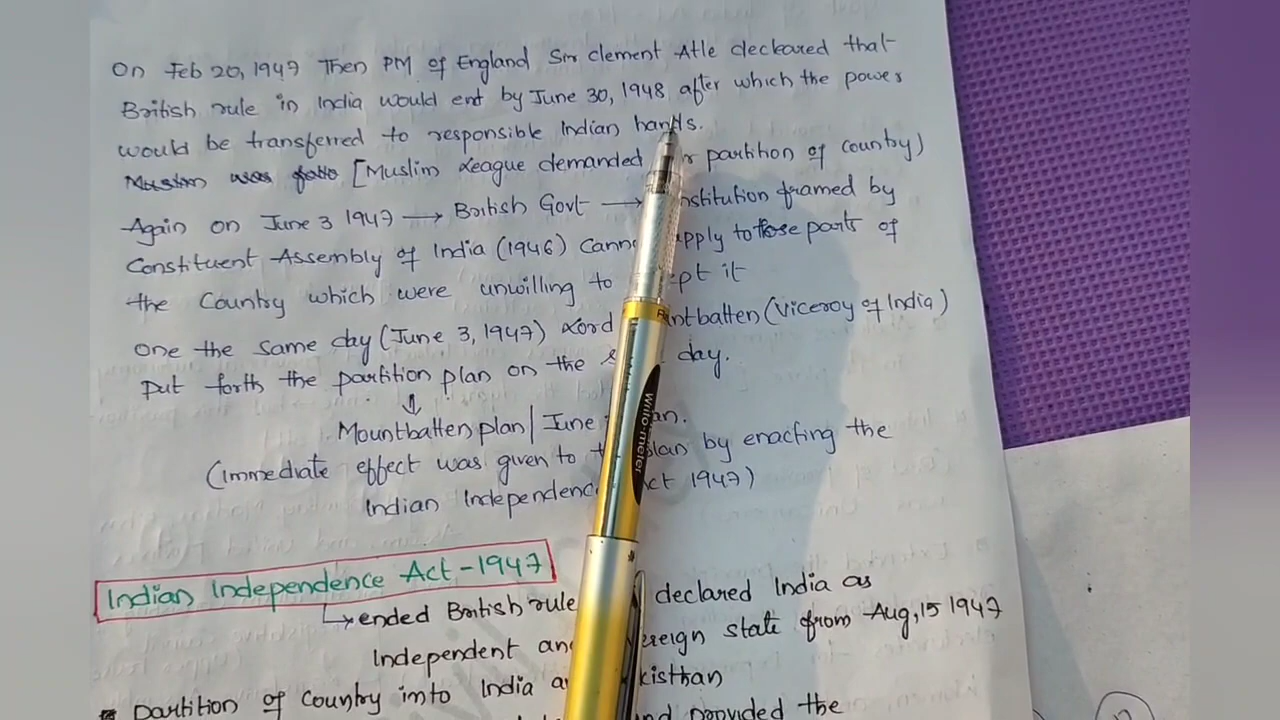 On Feb 20, 1947 Then PM of England Sir clement Atle declared that
British rule in India would end by June 30, 1948 after which the power
would be transferred to responsible Indian hands.
[Muslim League demanded partition of country)
Again on June 3 1947 → British Govt → framed by
Constituent Assembly of India (1946) to those parts of
the Country which were unwilling to it
One the same day (June 3, 1947) Lord (Viceroy of India)
put forth the partition plan on the day.
↓
Mountbatten plan | June
(immediate effect was given to by enacting the
Indian Independence Act 1947)
Indian Independence Act - 1947
↳ ended British rule declared India as
Independent state from Aug, 15 1947
Partition of country into India
provided the
Write-meter